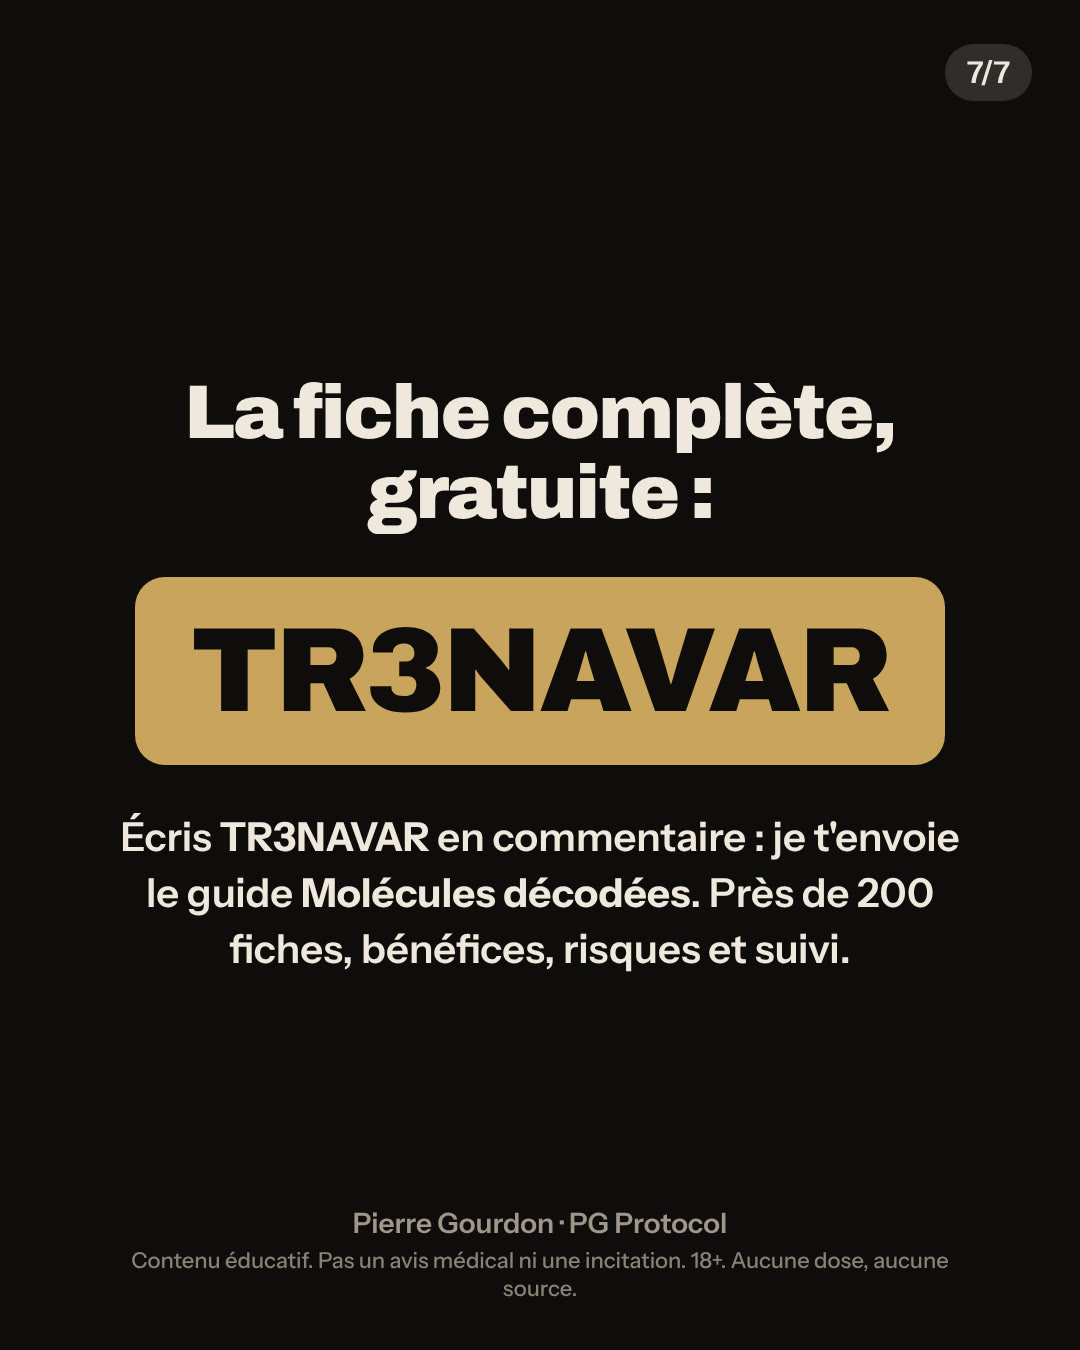 7/7
La fiche complète,
gratuite :
TR3NAVAR
Écris TR3NAVAR en commentaire : je t'envoie
le guide Molécules décodées. Près de 200
fiches, bénéfices, risques et suivi.
Pierre Gourdon · PG Protocol
Contenu éducatif. Pas un avis médical ni une incitation. 18+. Aucune dose, aucune
source.